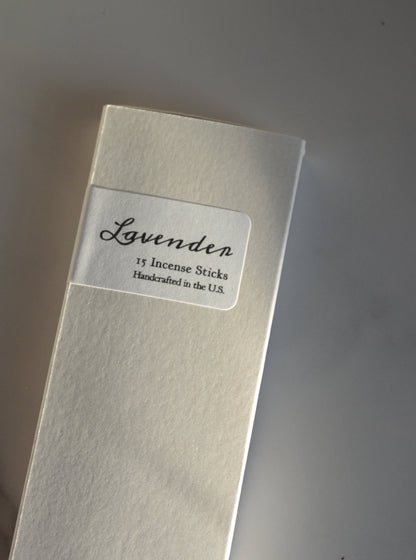 Lavender
15 Incense Sticks
Handcrafted in the U.S.